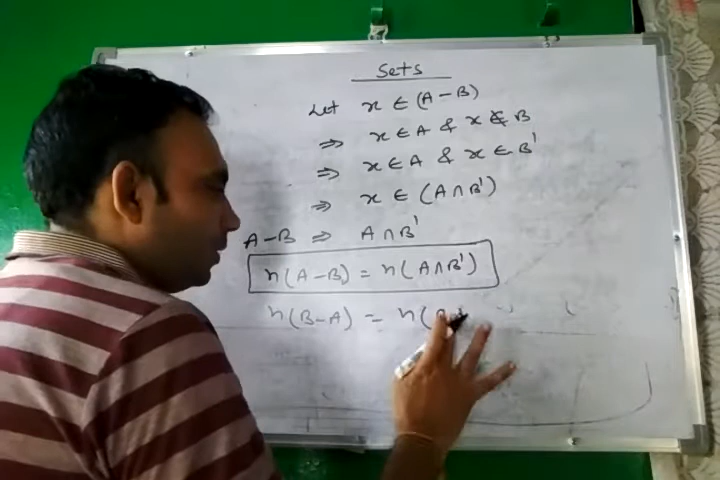 Sets
Let x ∈ (A - B)
⇒ x ∈ A & x ∉ B
⇒ x ∈ A & x ∈ B'
⇒ x ∈ (A ∩ B')
A-B ⇒ A ∩ B'
n(A-B) = n(A ∩ B')
n(B-A) = n(B